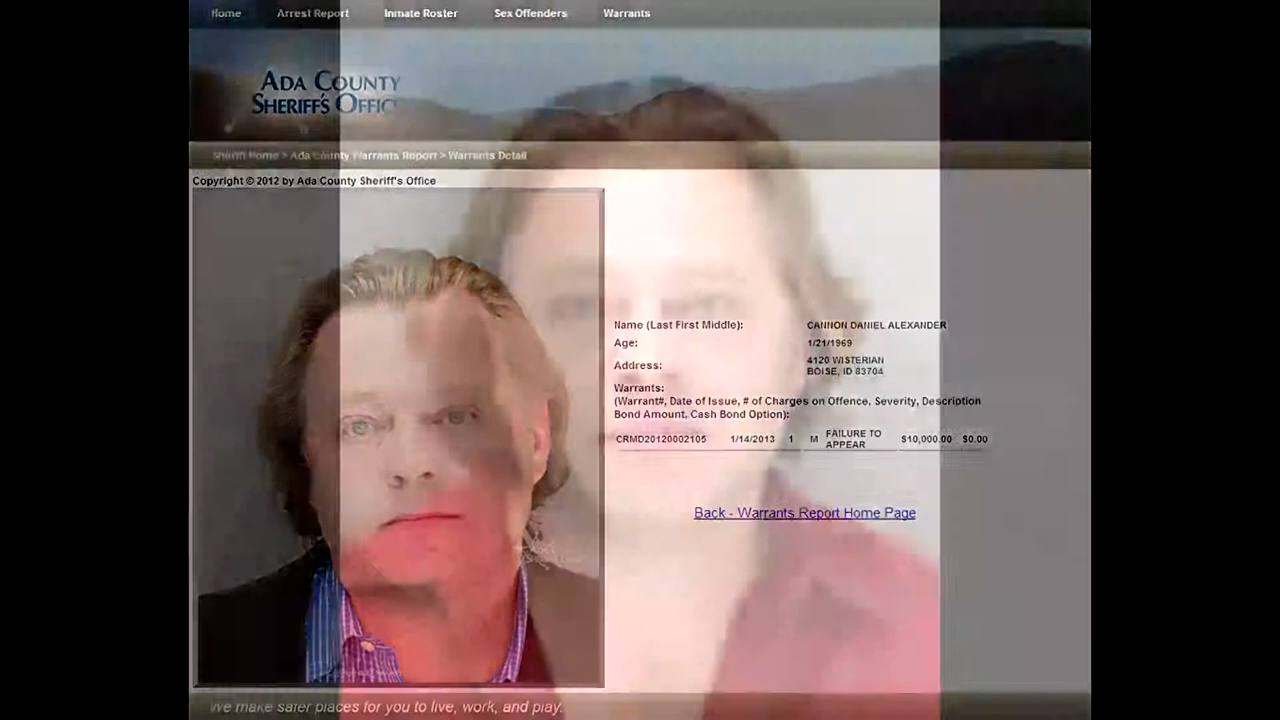 Home Arrest Report Inmate Roster Sex Offenders Warrants
ADA COUNTY
SHERIFF'S OFFIC
Sheriff Home > Ada County Warrants Report > Warrants Detail
Copyright © 2012 by Ada County Sheriff's Office
Name (Last First Middle): CANNON DANIEL ALEXANDER
Age: 1/21/1969
Address: 4120 WISTERIAN
BOISE, ID 83704
Warrants:
(Warrant#, Date of Issue, # of Charges on Offence, Severity, Description
Bond Amount, Cash Bond Option):
CRMD20120002105 1/14/2013 1 M FAILURE TO APPEAR $10,000.00 $0.00
Back - Warrants Report Home Page
We make safer places for you to live, work, and play.